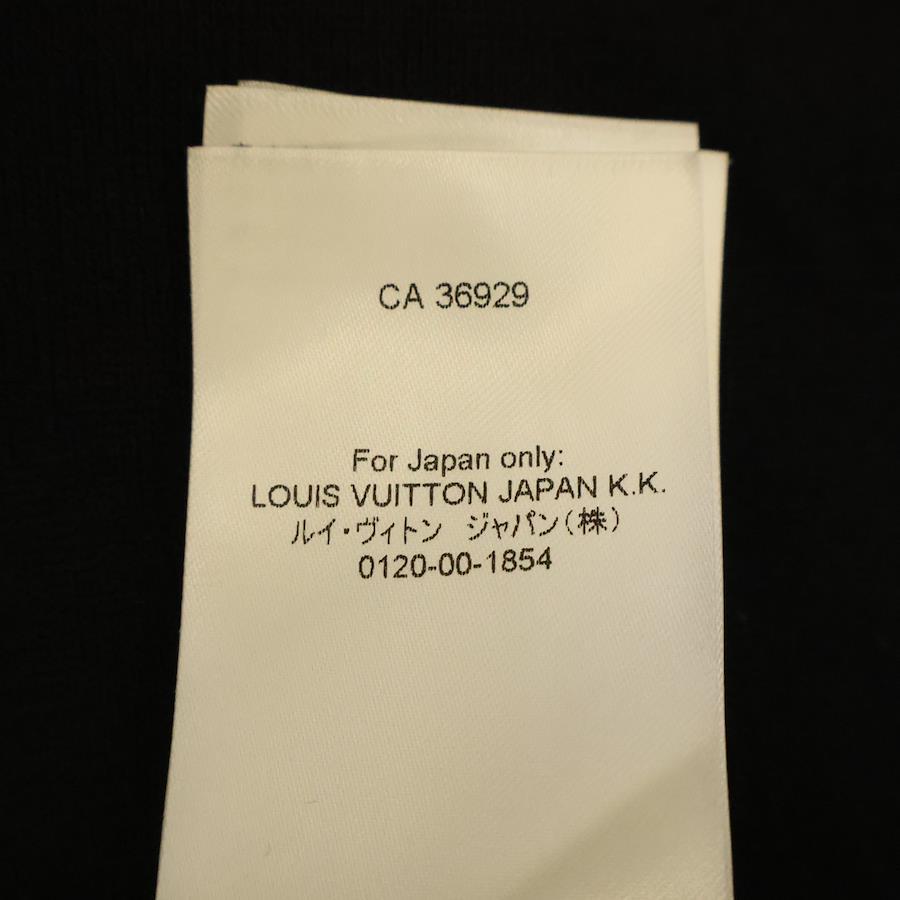 CA 36929
For Japan only:
LOUIS VUITTON JAPAN K.K.
ルイ・ヴィトン　ジャパン(株)
0120-00-1854